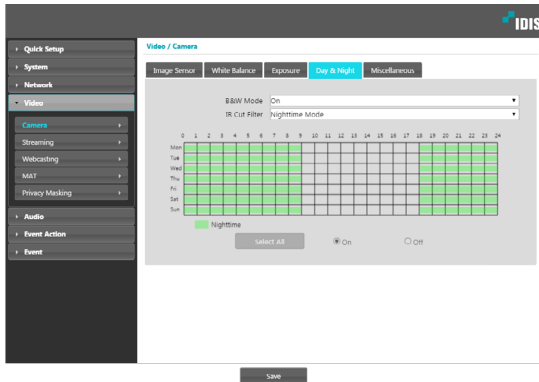 IDIS
Quick Setup
System
Network
Video
Camera
Streaming
Webcasting
MAT
Privacy Masking
Audio
Event Action
Event
Video / Camera
Image Sensor White Balance Exposure Day & Night Miscellaneous
B&W Mode On
IR Cut Filter Nighttime Mode
0 1 2 3 4 5 6 7 8 9 10 11 12 13 14 15 16 17 18 19 20 21 22 23 24
Mon
Tue
Wed
Thu
Fri
Sat
Sun
Nighttime
Select All On Off
Save